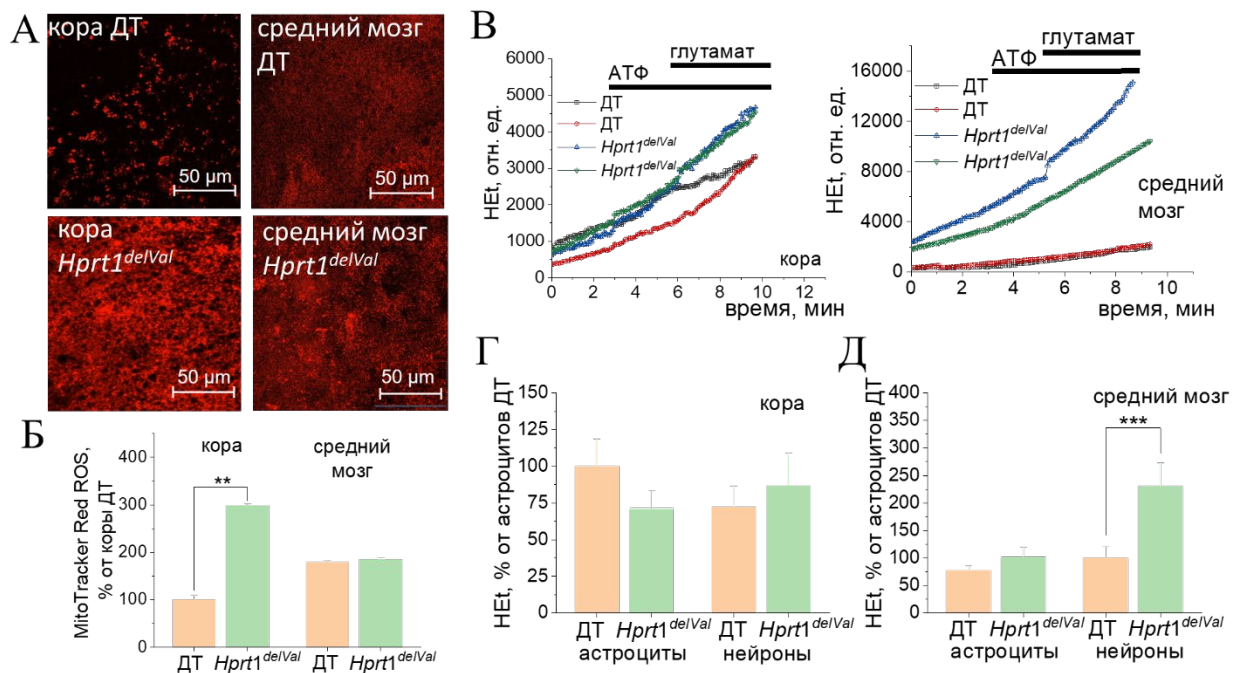 А
кора ДТ
50 µm
средний мозг
ДТ
50 µm
кора
Hprt1delVal
50 µm
средний мозг
Hprt1delVal
50 µm
В
HEt, отн. ед.
6000
5000
4000
3000
2000
1000
0
глутамат
АТФ
ДТ
ДТ
Hprt1delVal
Hprt1delVal
кора
0 2 4 6 8 10 12
время, мин
HEt, отн. ед.
16000
12000
8000
4000
0
глутамат
АТФ
ДТ
ДТ
Hprt1delVal
Hprt1delVal
средний
мозг
0 2 4 6 8 10
время, мин
Б
MitoTracker Red ROS,
% от коры ДТ
400
300
200
100
0
кора
средний
мозг
**
ДТ Hprt1delVal ДТ Hprt1delVal
Г
HEt, % от астроцитов ДТ
150
125
100
75
50
25
0
кора
ДТ Hprt1delVal ДТ Hprt1delVal
астроциты нейроны
Д
HEt, % от астроцитов ДТ
400
350
300
250
200
150
100
50
0
средний мозг
***
ДТ Hprt1delVal ДТ Hprt1delVal
астроциты нейроны